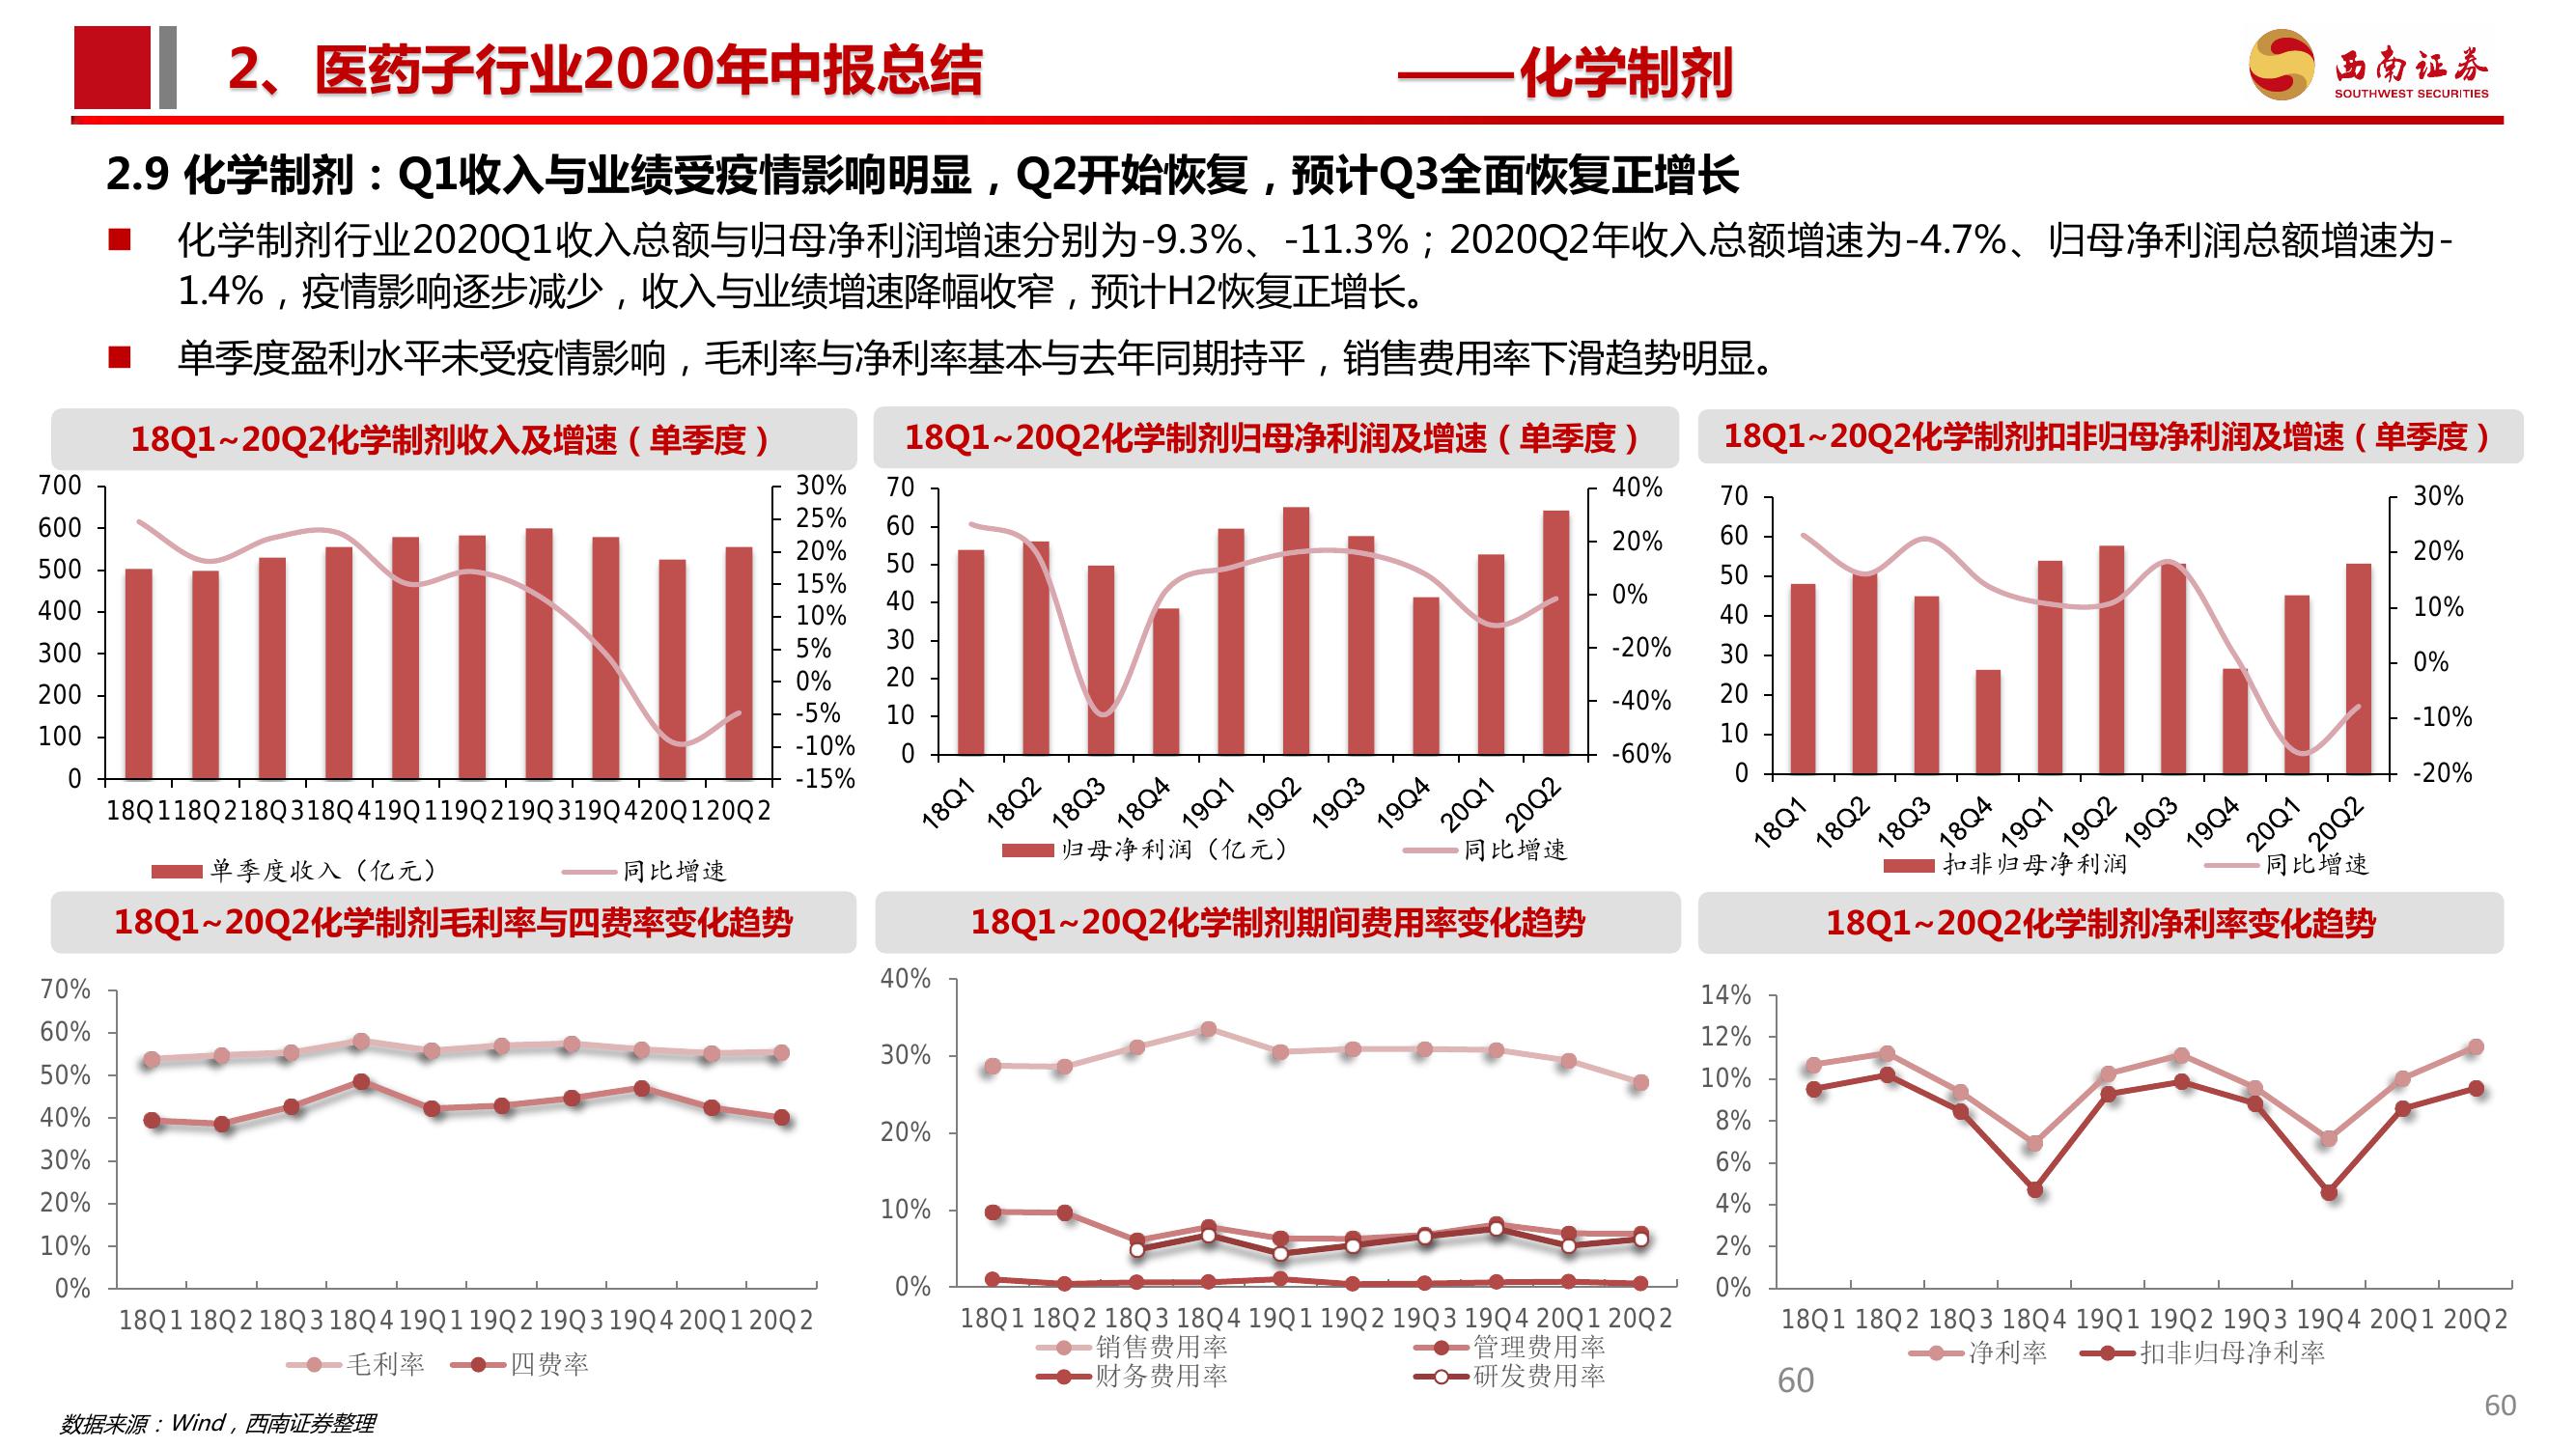 2、医药子行业2020年中报总结
——化学制剂
西南证券
SOUTHWEST SECURITIES
2.9 化学制剂：Q1收入与业绩受疫情影响明显，Q2开始恢复，预计Q3全面恢复正增长
化学制剂行业2020Q1收入总额与归母净利润增速分别为-9.3%、-11.3%；2020Q2年收入总额增速为-4.7%、归母净利润总额增速为-
1.4%，疫情影响逐步减少，收入与业绩增速降幅收窄，预计H2恢复正增长。
单季度盈利水平未受疫情影响，毛利率与净利率基本与去年同期持平，销售费用率下滑趋势明显。
18Q1~20Q2化学制剂收入及增速（单季度）
700
600
500
400
300
200
100
0
30%
25%
20%
15%
10%
5%
0%
-5%
-10%
-15%
18Q1 18Q2 18Q3 18Q4 19Q1 19Q2 19Q3 19Q4 20Q1 20Q2
单季度收入（亿元） 同比增速
18Q1~20Q2化学制剂归母净利润及增速（单季度）
70
60
50
40
30
20
10
0
40%
20%
0%
-20%
-40%
-60%
18Q1 18Q2 18Q3 18Q4 19Q1 19Q2 19Q3 19Q4 20Q1 20Q2
归母净利润（亿元） 同比增速
18Q1~20Q2化学制剂扣非归母净利润及增速（单季度）
70
60
50
40
30
20
10
0
30%
20%
10%
0%
-10%
-20%
18Q1 18Q2 18Q3 18Q4 19Q1 19Q2 19Q3 19Q4 20Q1 20Q2
扣非归母净利润 同比增速
18Q1~20Q2化学制剂毛利率与四费率变化趋势
70%
60%
50%
40%
30%
20%
10%
0%
18Q1 18Q2 18Q3 18Q4 19Q1 19Q2 19Q3 19Q4 20Q1 20Q2
毛利率 四费率
18Q1~20Q2化学制剂期间费用率变化趋势
40%
30%
20%
10%
0%
18Q1 18Q2 18Q3 18Q4 19Q1 19Q2 19Q3 19Q4 20Q1 20Q2
销售费用率 管理费用率
财务费用率 研发费用率
18Q1~20Q2化学制剂净利率变化趋势
14%
12%
10%
8%
6%
4%
2%
0%
18Q1 18Q2 18Q3 18Q4 19Q1 19Q2 19Q3 19Q4 20Q1 20Q2
净利率 扣非归母净利率
60
60
数据来源：Wind，西南证券整理